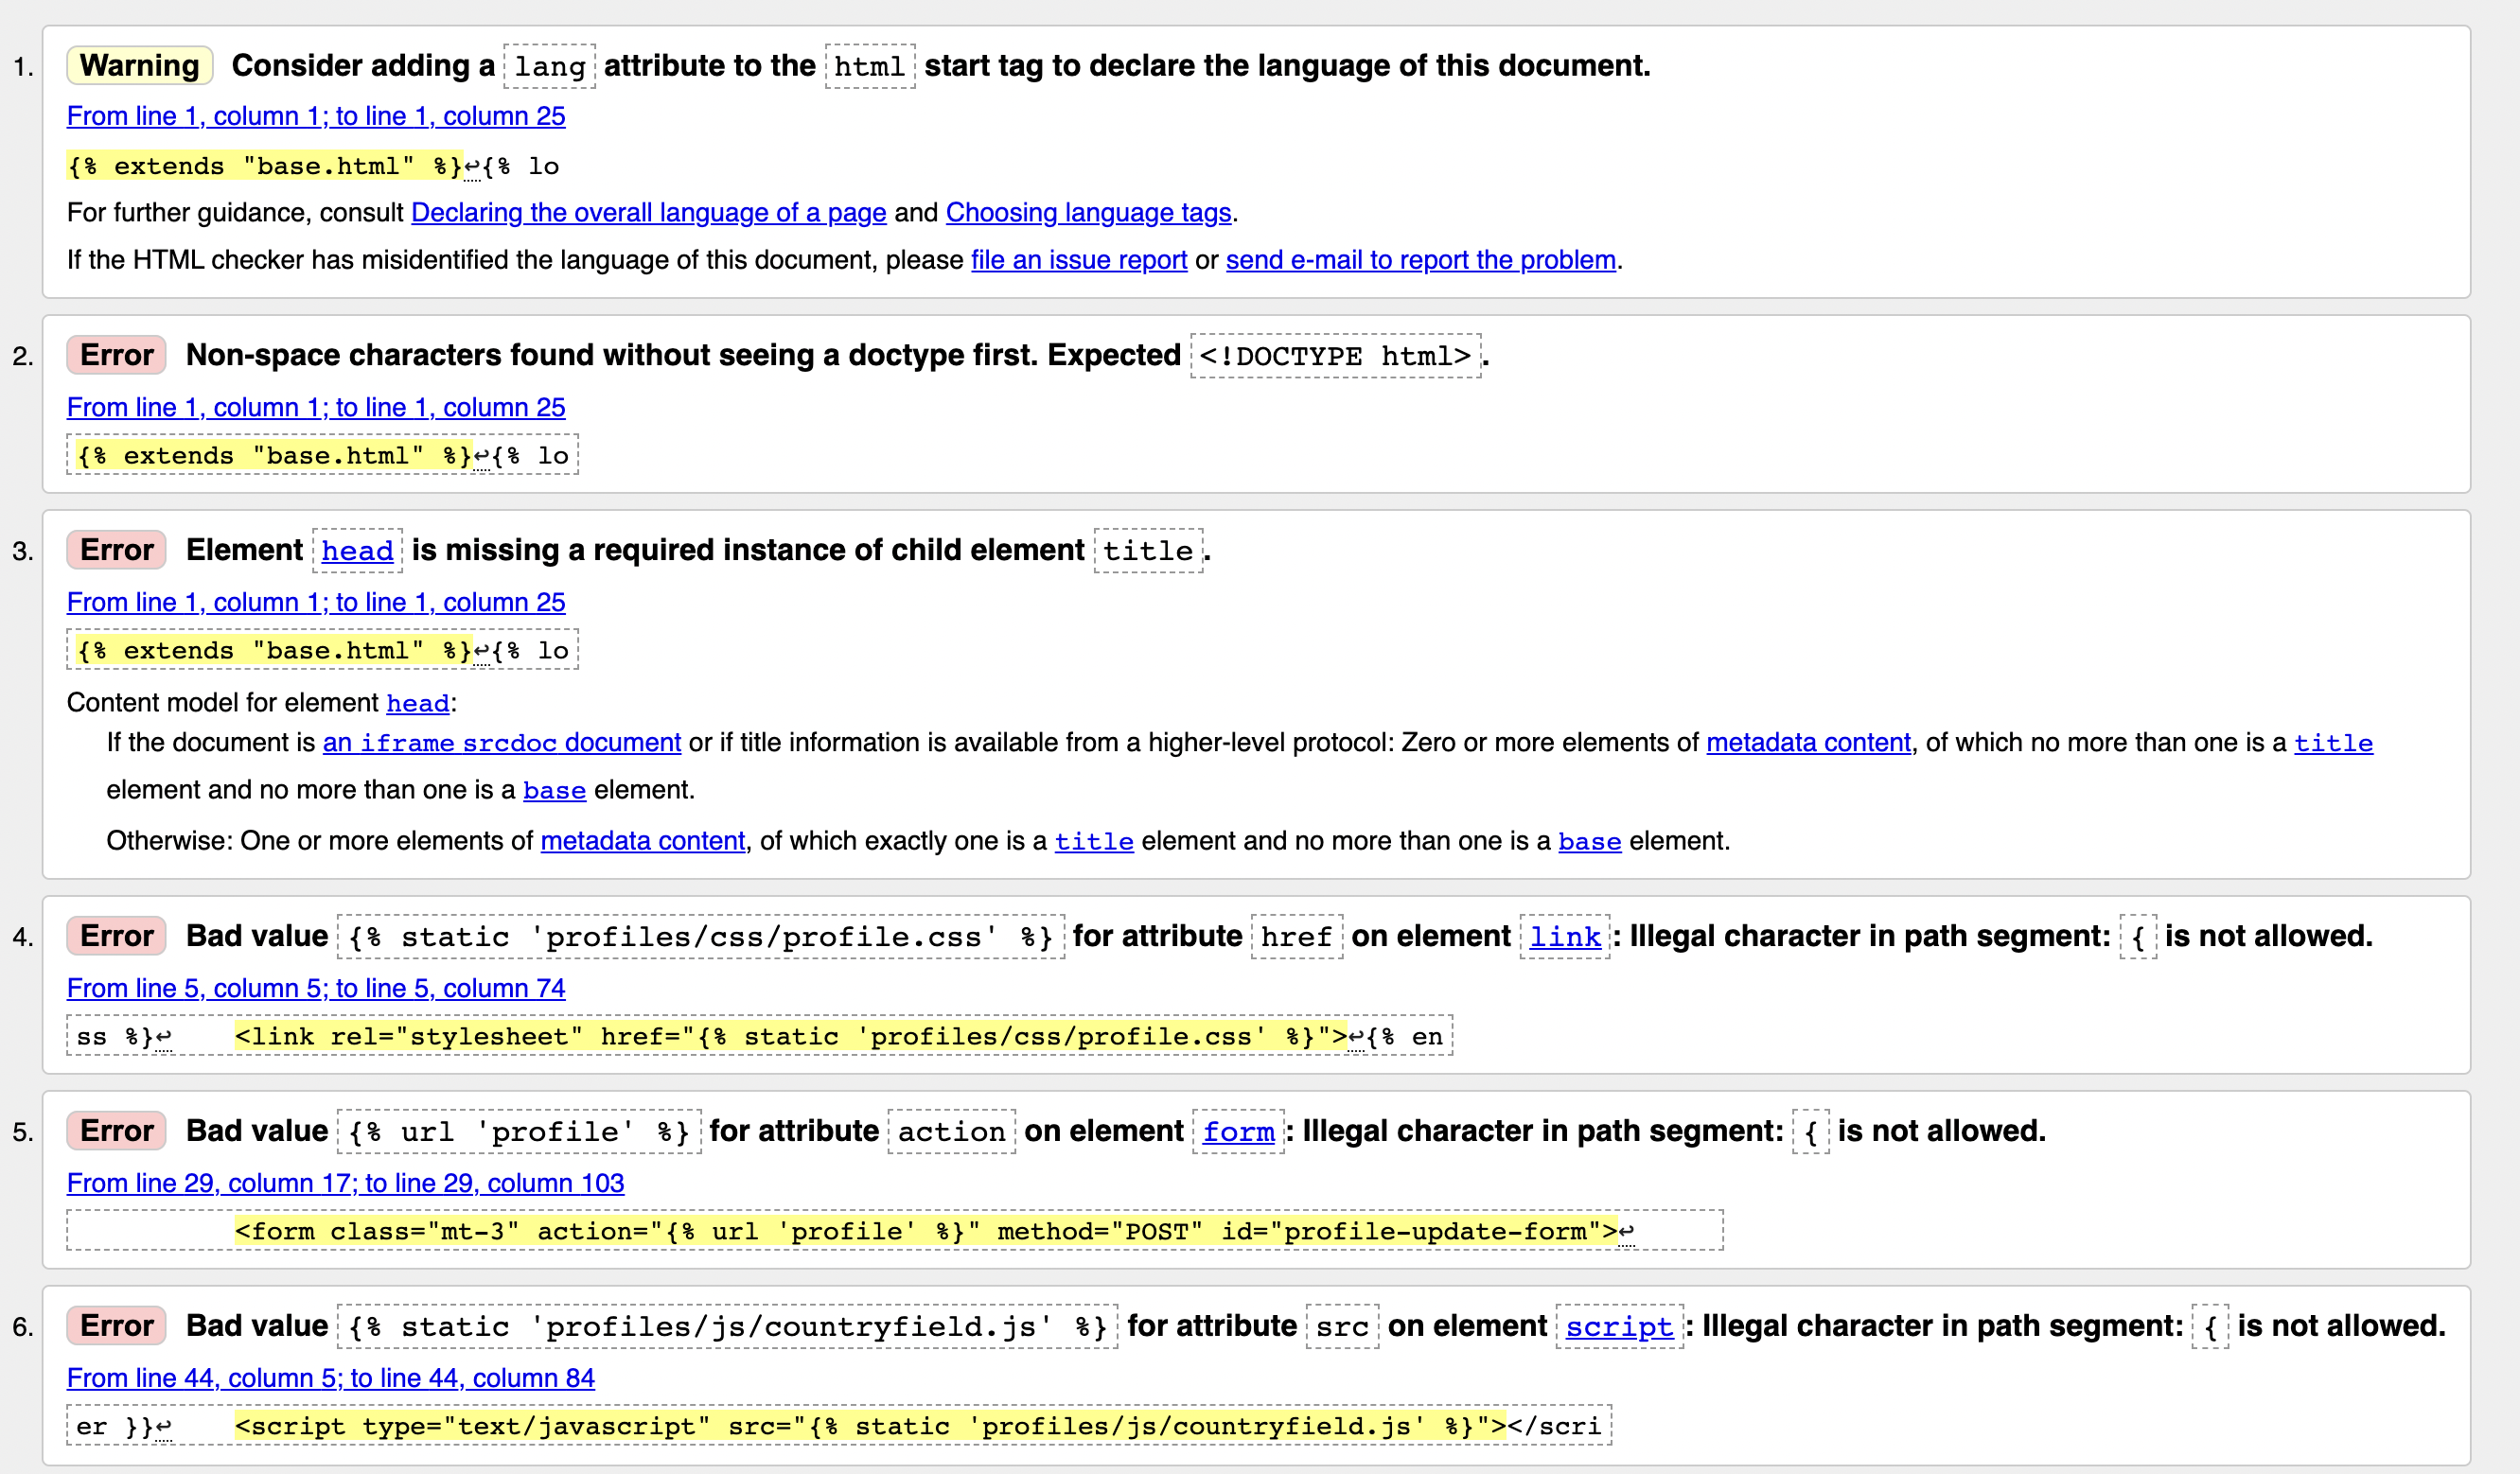 1. Warning Consider adding a lang attribute to the html start tag to declare the language of this document.
From line 1, column 1; to line 1, column 25
{% extends "base.html" %}↩{% lo
For further guidance, consult Declaring the overall language of a page and Choosing language tags.
If the HTML checker has misidentified the language of this document, please file an issue report or send e-mail to report the problem.
2. Error Non-space characters found without seeing a doctype first. Expected <!DOCTYPE html>.
From line 1, column 1; to line 1, column 25
{% extends "base.html" %}↩{% lo
3. Error Element head is missing a required instance of child element title.
From line 1, column 1; to line 1, column 25
{% extends "base.html" %}↩{% lo
Content model for element head:
If the document is an iframe srcdoc document or if title information is available from a higher-level protocol: Zero or more elements of metadata content, of which no more than one is a title
element and no more than one is a base element.
Otherwise: One or more elements of metadata content, of which exactly one is a title element and no more than one is a base element.
4. Error Bad value {% static 'profiles/css/profile.css' %} for attribute href on element link: Illegal character in path segment: { is not allowed.
From line 5, column 5; to line 5, column 74
ss %}↩    <link rel="stylesheet" href="{% static 'profiles/css/profile.css' %}">↩{% en
5. Error Bad value {% url 'profile' %} for attribute action on element form: Illegal character in path segment: { is not allowed.
From line 29, column 17; to line 29, column 103
<form class="mt-3" action="{% url 'profile' %}" method="POST" id="profile-update-form">↩
6. Error Bad value {% static 'profiles/js/countryfield.js' %} for attribute src on element script: Illegal character in path segment: { is not allowed.
From line 44, column 5; to line 44, column 84
er }}↩    <script type="text/javascript" src="{% static 'profiles/js/countryfield.js' %}"></scri